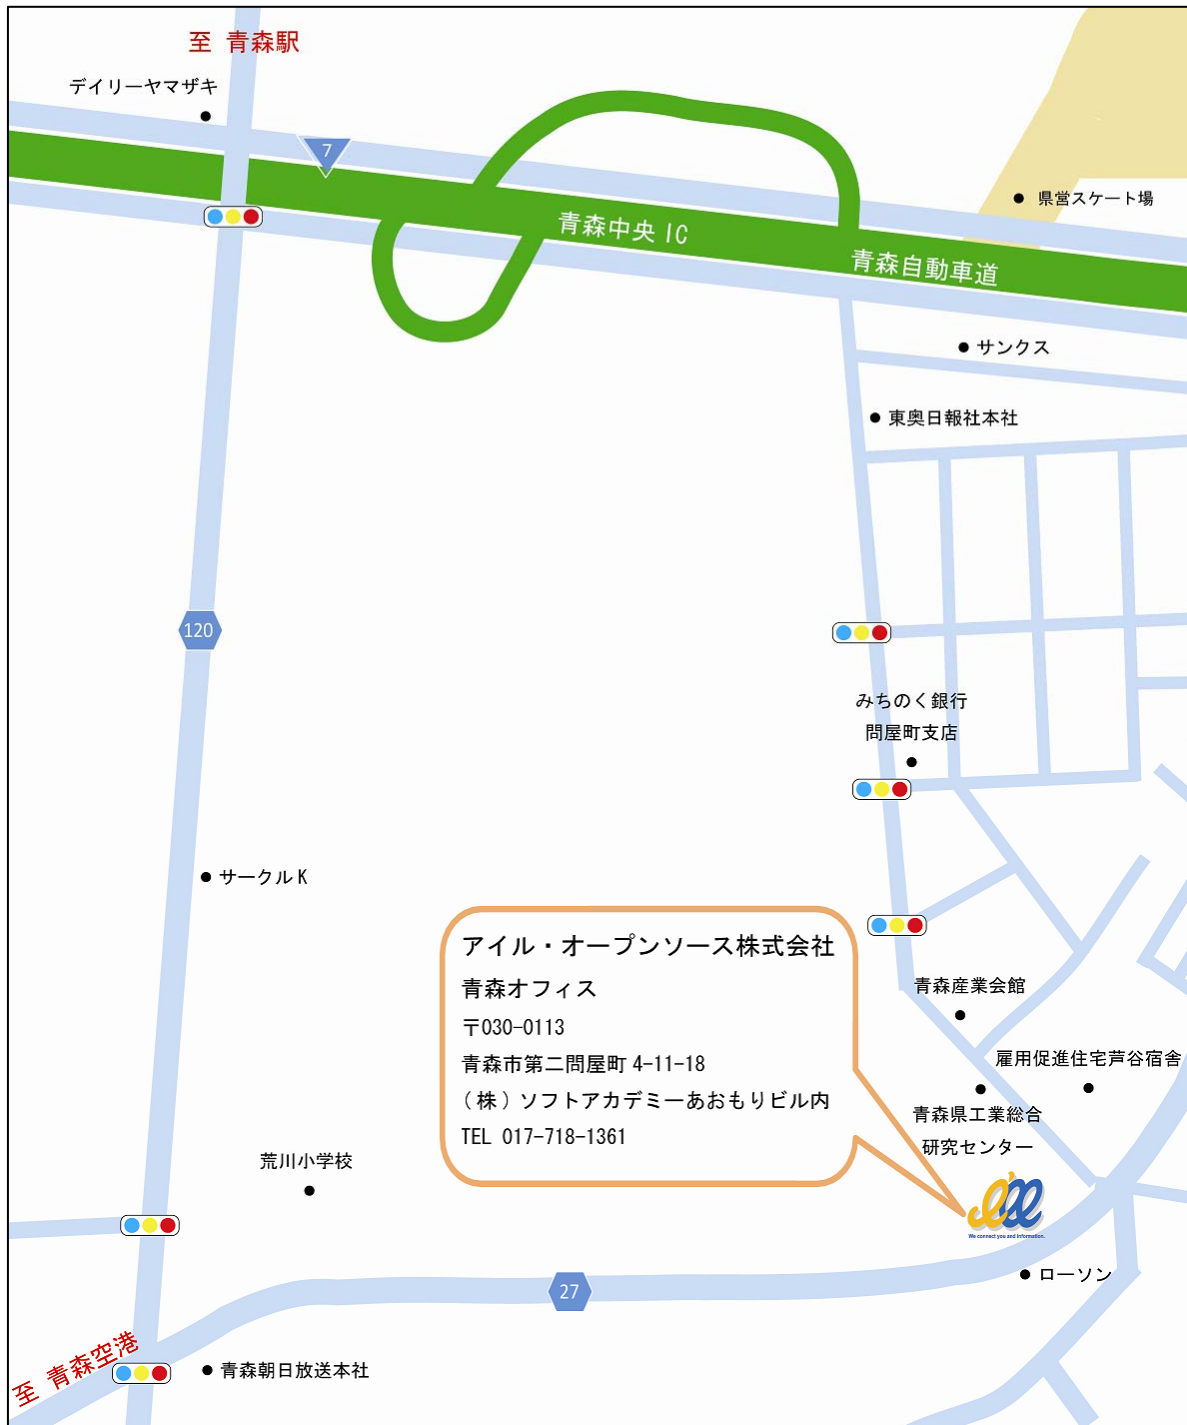 至 青森駅
デイリーヤマザキ
7
県営スケート場
青森中央 IC
青森自動車道
サンクス
東奥日報社本社
120
みちのく銀行
問屋町支店
サークル K
アイル・オープンソース株式会社
青森オフィス
〒030-0113
青森市第二問屋町 4-11-18
(株) ソフトアカデミーあおもりビル内
TEL 017-718-1361
青森産業会館
雇用促進住宅芦谷宿舎
青森県工業総合
研究センター
荒川小学校
We connect you and information.
ローソン
27
至 青森空港
青森朝日放送本社